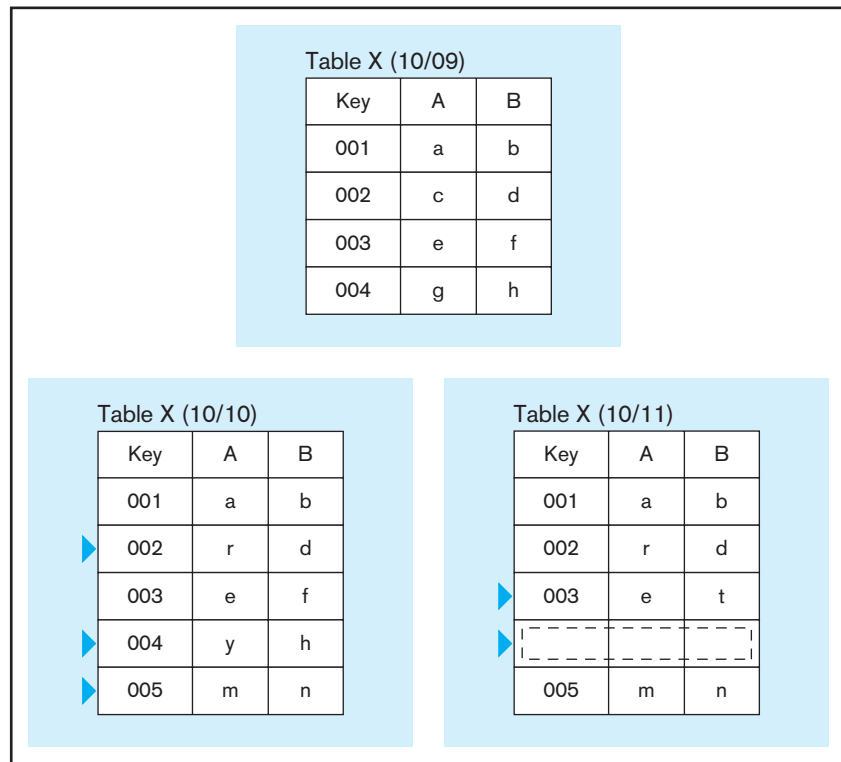 Table X (10/09)
Key A B
001 a b
002 c d
003 e f
004 g h
Table X (10/10)
Key A B
001 a b
002 r d
003 e f
004 y h
005 m n
Table X (10/11)
Key A B
001 a b
002 r d
003 e t
005 m n